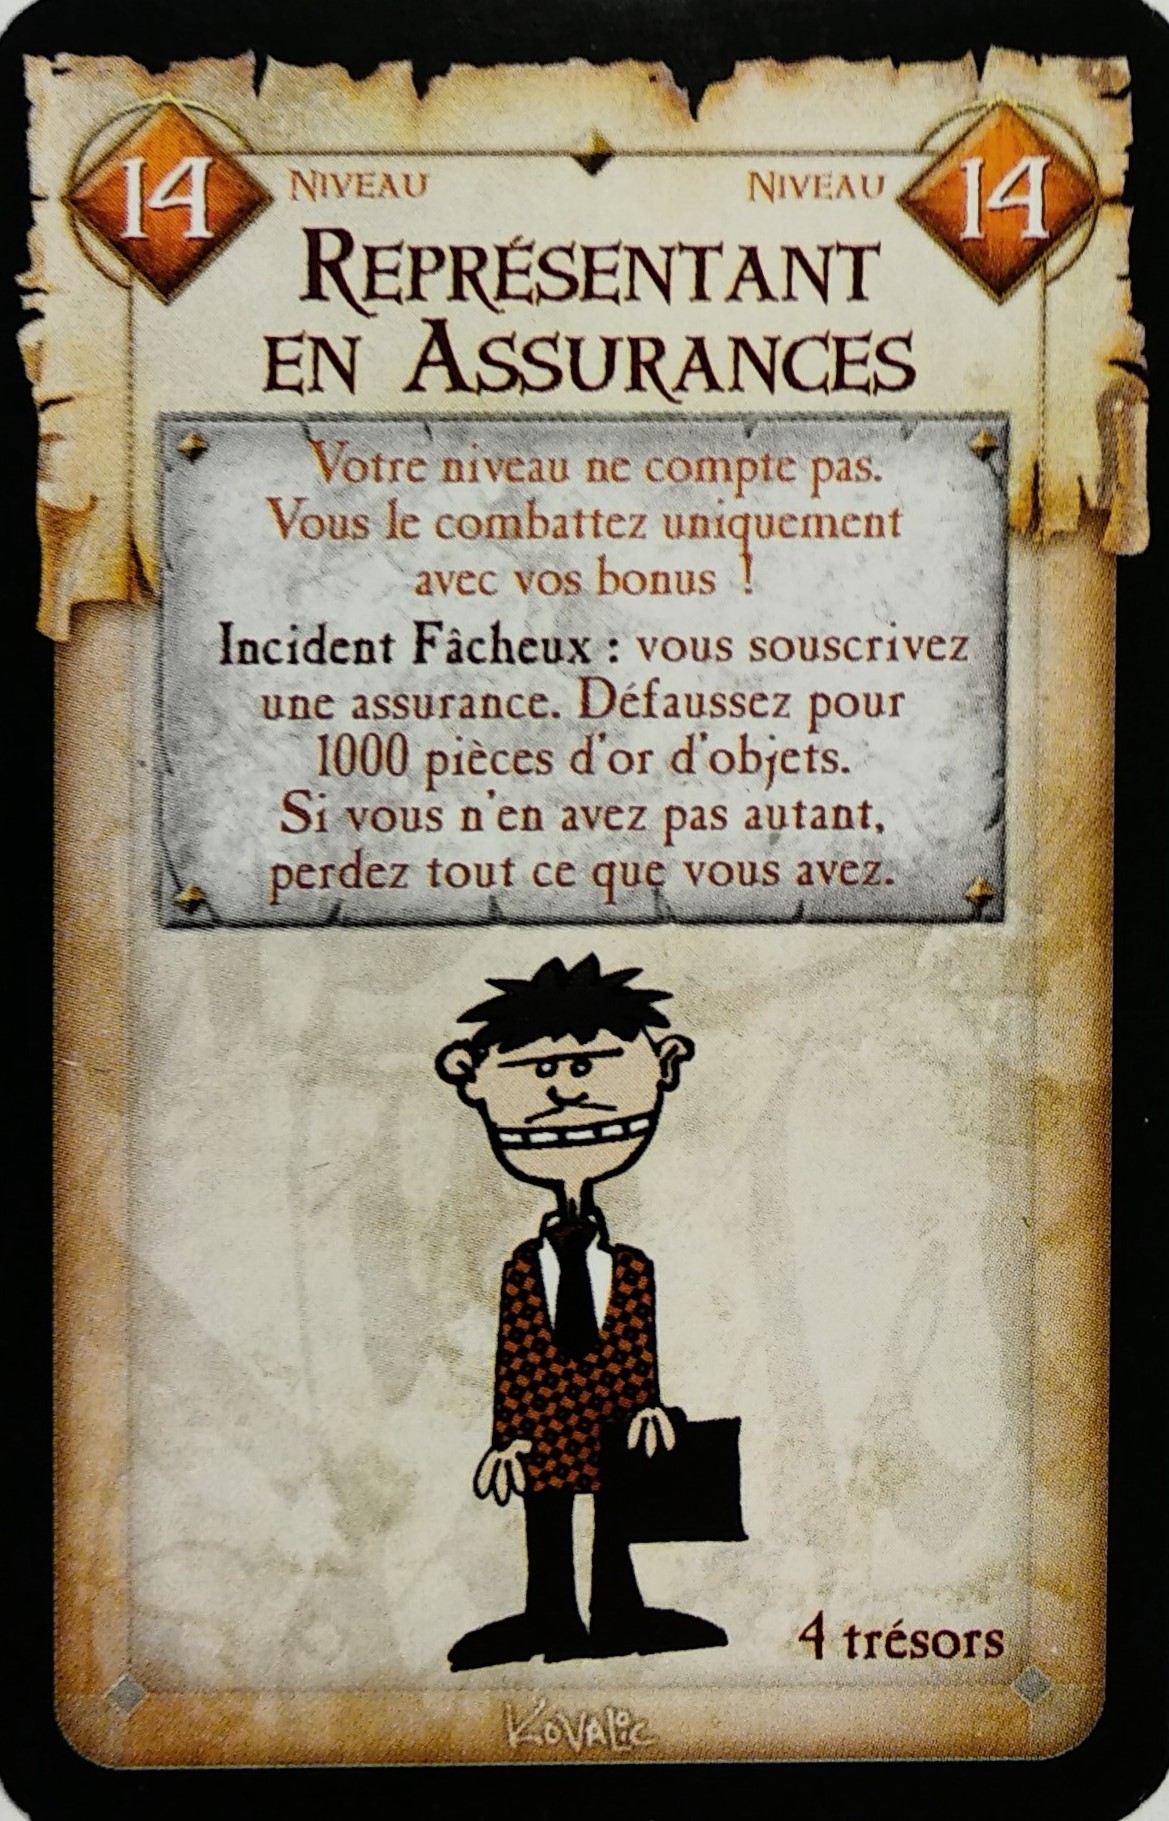 14 Niveau Niveau 14
Représentant
en Assurances
Votre niveau ne compte pas.
Vous le combattez uniquement
avec vos bonus !
Incident Fâcheux : vous souscrivez
une assurance. Défaussez pour
1000 pièces d'or d'objets.
Si vous n'en avez pas autant,
perdez tout ce que vous avez.
4 trésors
Kovalic